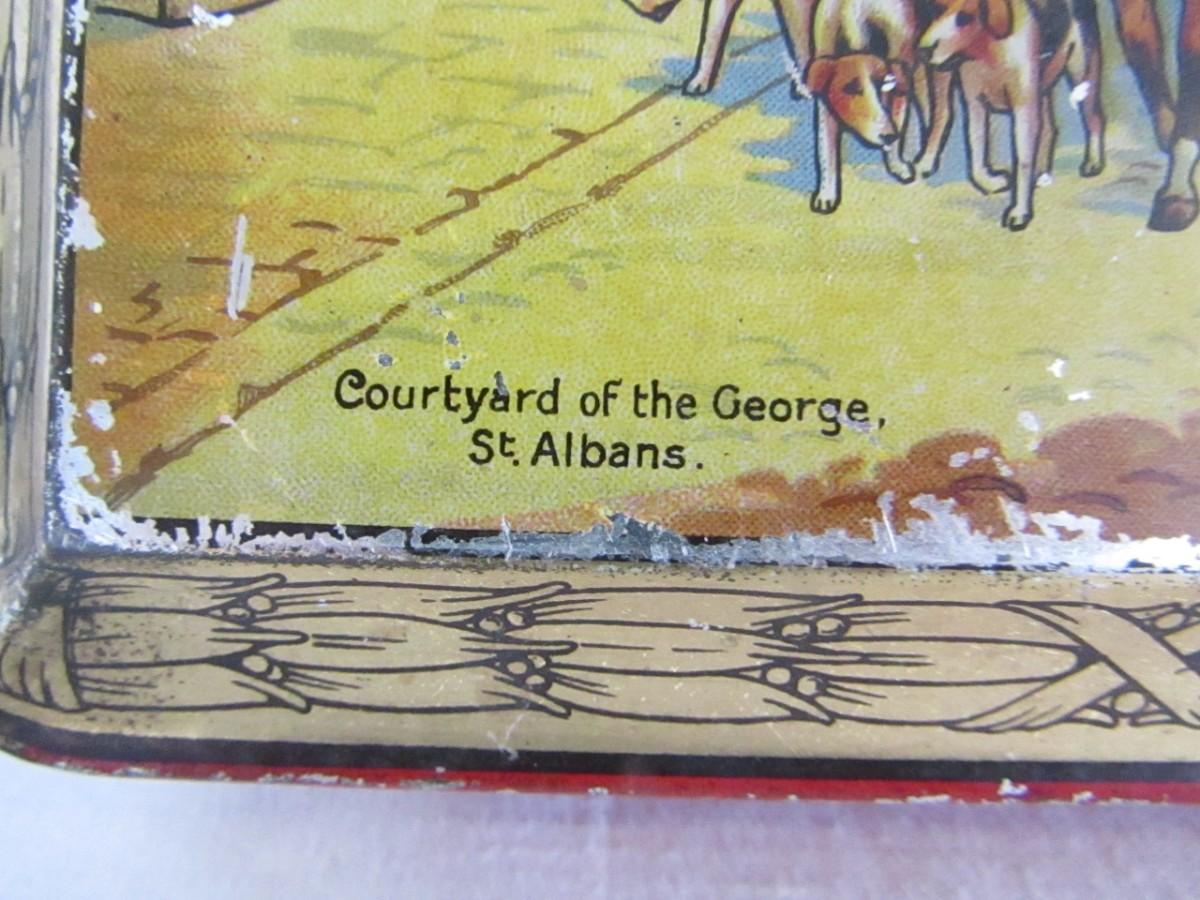 Courtyard of the George,
St. Albans.